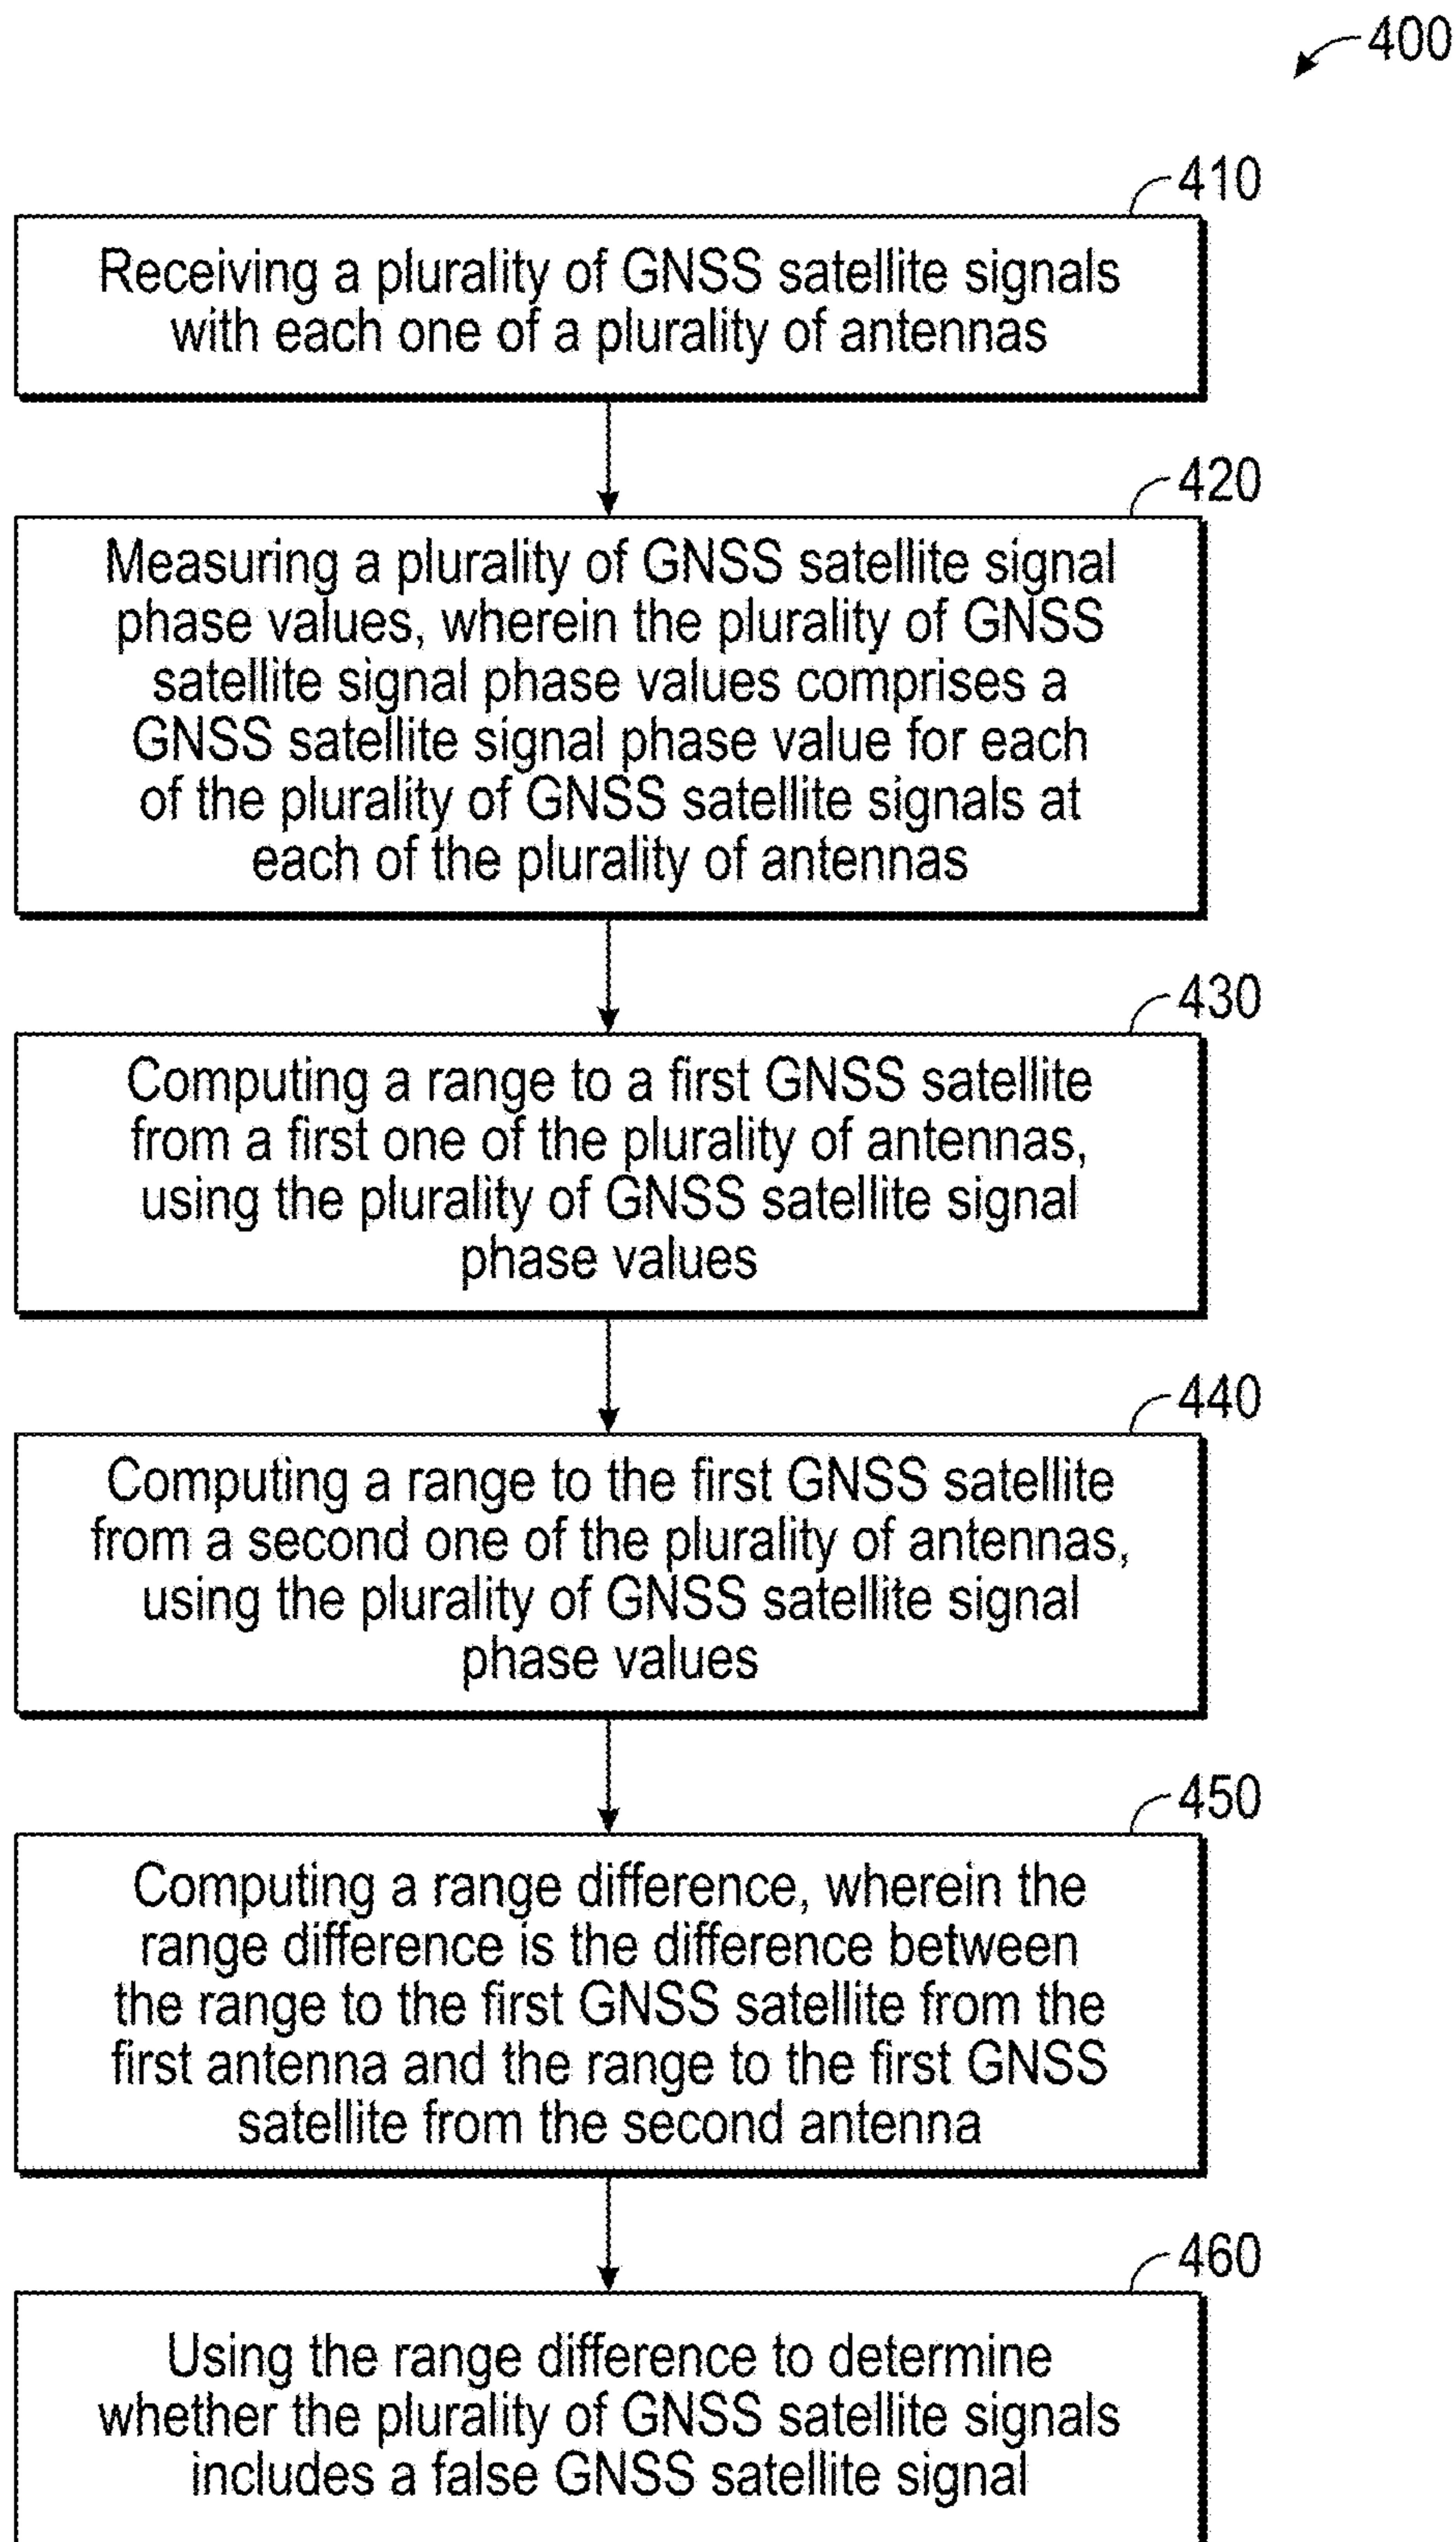 400
410
Receiving a plurality of GNSS satellite signals
with each one of a plurality of antennas
420
Measuring a plurality of GNSS satellite signal
phase values, wherein the plurality of GNSS
satellite signal phase values comprises a
GNSS satellite signal phase value for each
of the plurality of GNSS satellite signals at
each of the plurality of antennas
430
Computing a range to a first GNSS satellite
from a first one of the plurality of antennas,
using the plurality of GNSS satellite signal
phase values
440
Computing a range to the first GNSS satellite
from a second one of the plurality of antennas,
using the plurality of GNSS satellite signal
phase values
450
Computing a range difference, wherein the
range difference is the difference between
the range to the first GNSS satellite from the
first antenna and the range to the first GNSS
satellite from the second antenna
460
Using the range difference to determine
whether the plurality of GNSS satellite signals
includes a false GNSS satellite signal